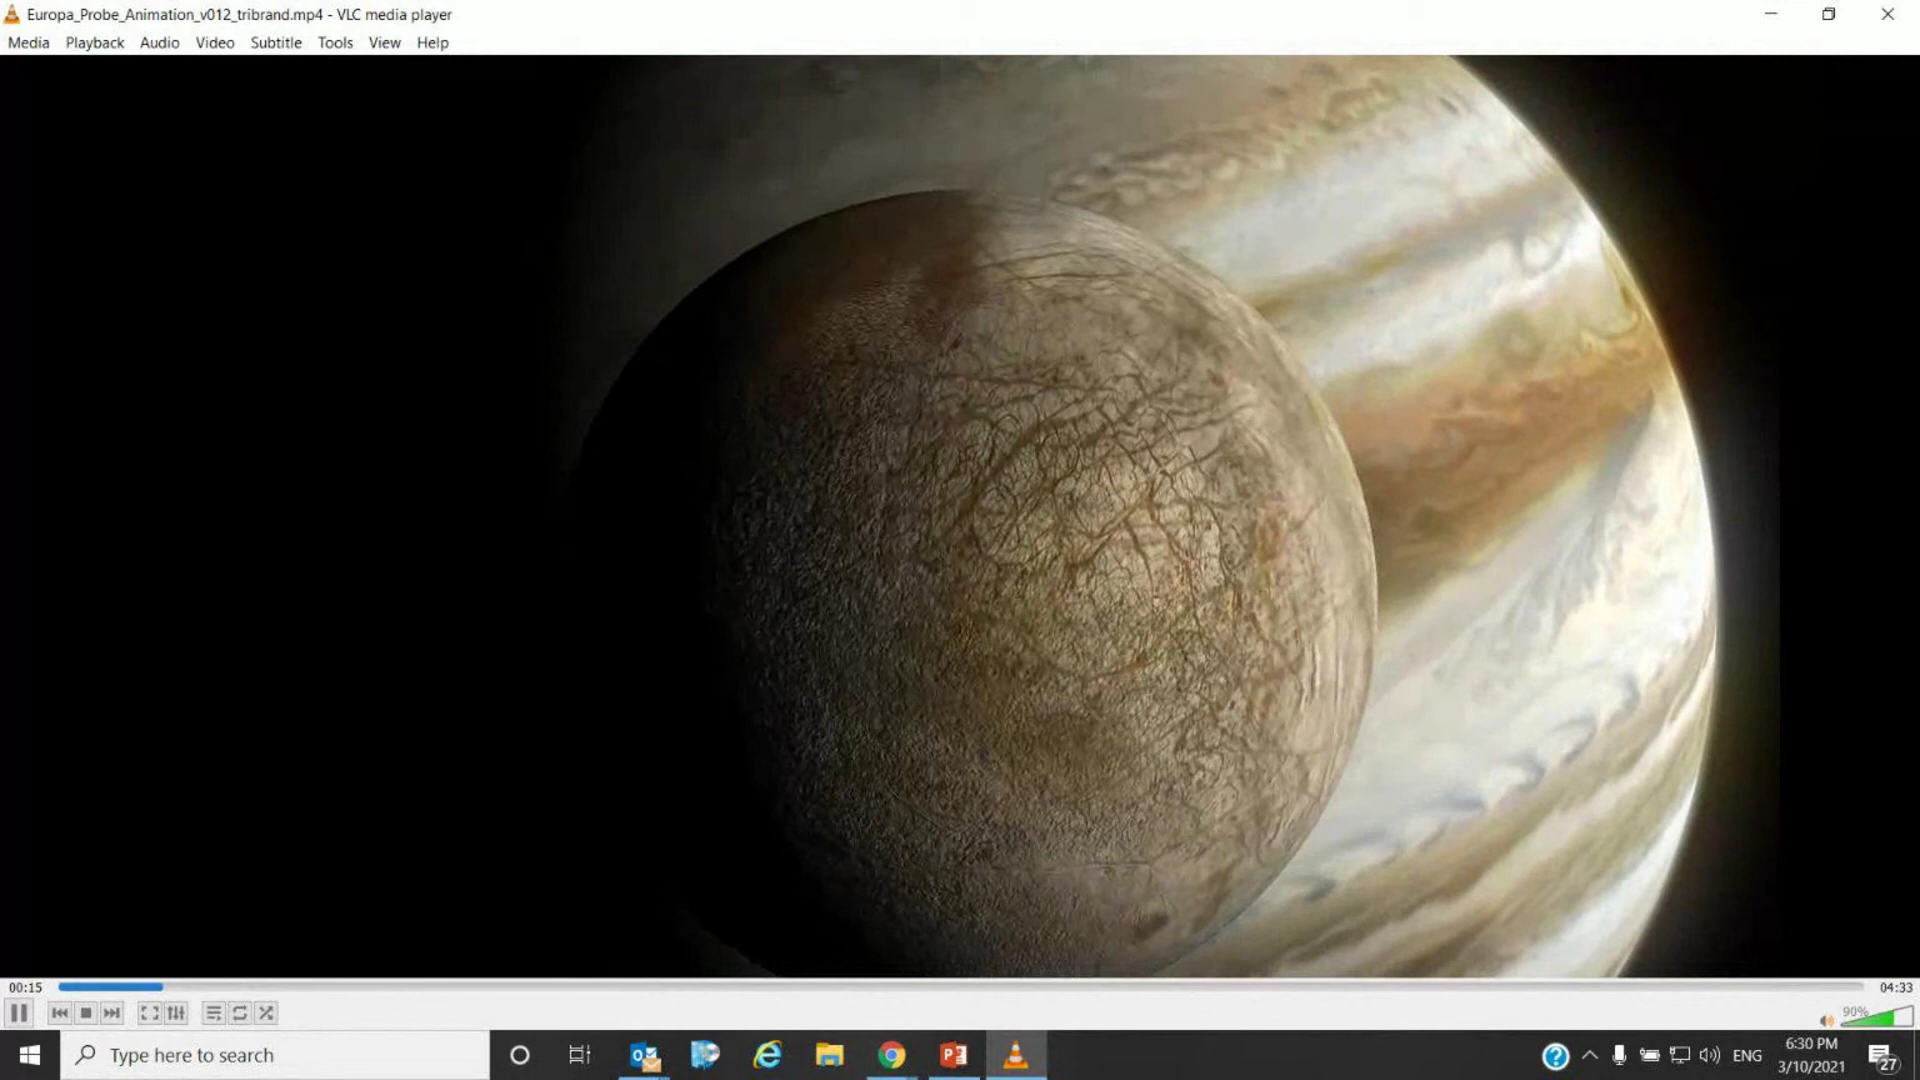 Europa_Probe_Animation_v012_tribrand.mp4 - VLC media player
Media Playback Audio Video Subtitle Tools View Help
00:15
04:33
90%
Type here to search
ENG
6:30 PM
3/10/2021
27